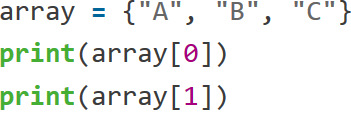 array = {"A", "B", "C"}
print(array[0])
print(array[1])